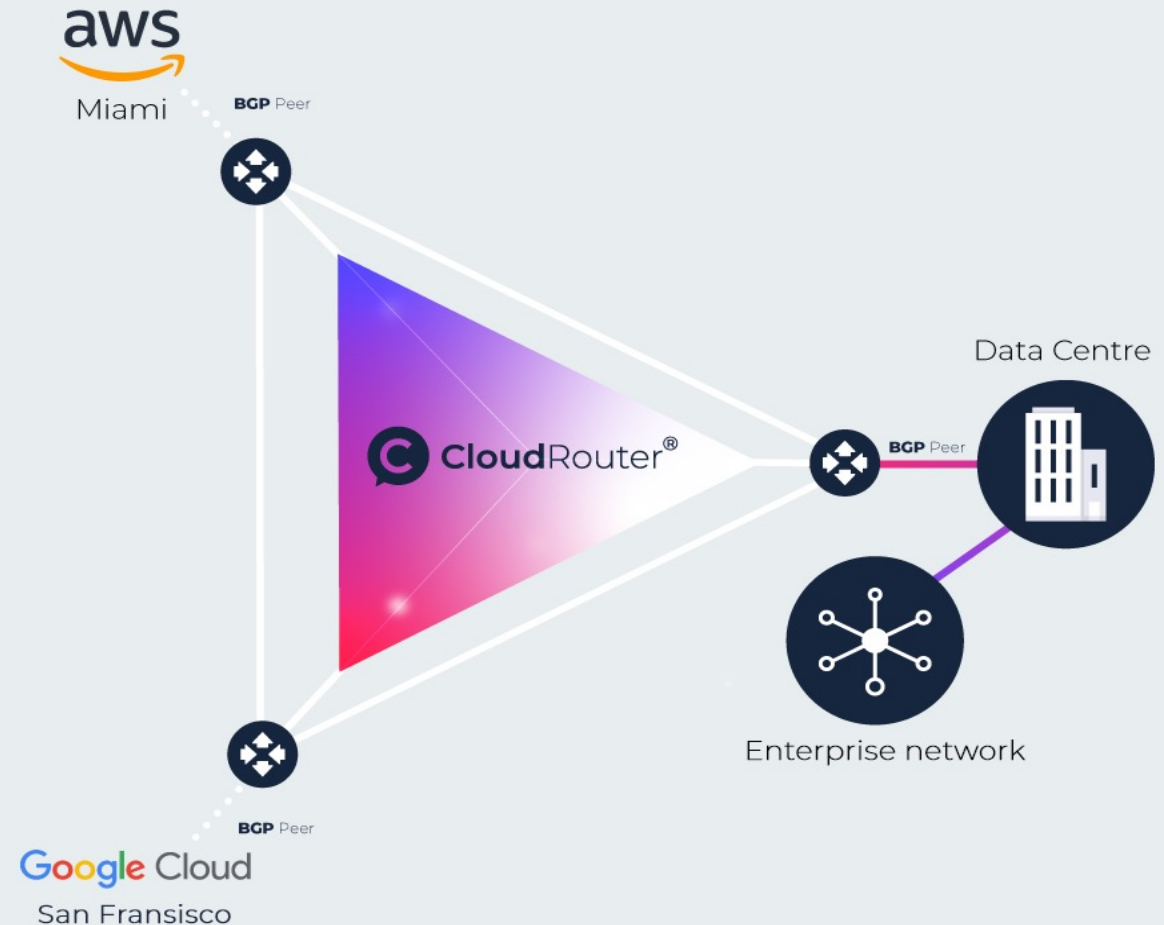 aws
Miami
BGP Peer
Data Centre
CloudRouter®
BGP Peer
Enterprise network
BGP Peer
Google Cloud
San Fransisco